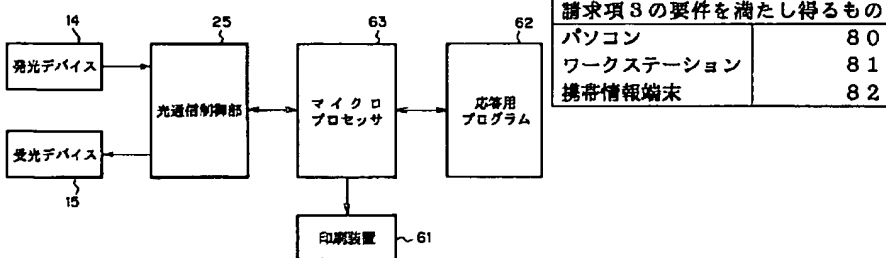 14
25
63
62
発光デバイス
光通信制御部
マイクロ
プロセッサ
応答用
プログラム
受光デバイス
15
印刷装置
61
請求項3の要件を満たし得るもの
パソコン 80
ワークステーション 81
携帯情報端末 82